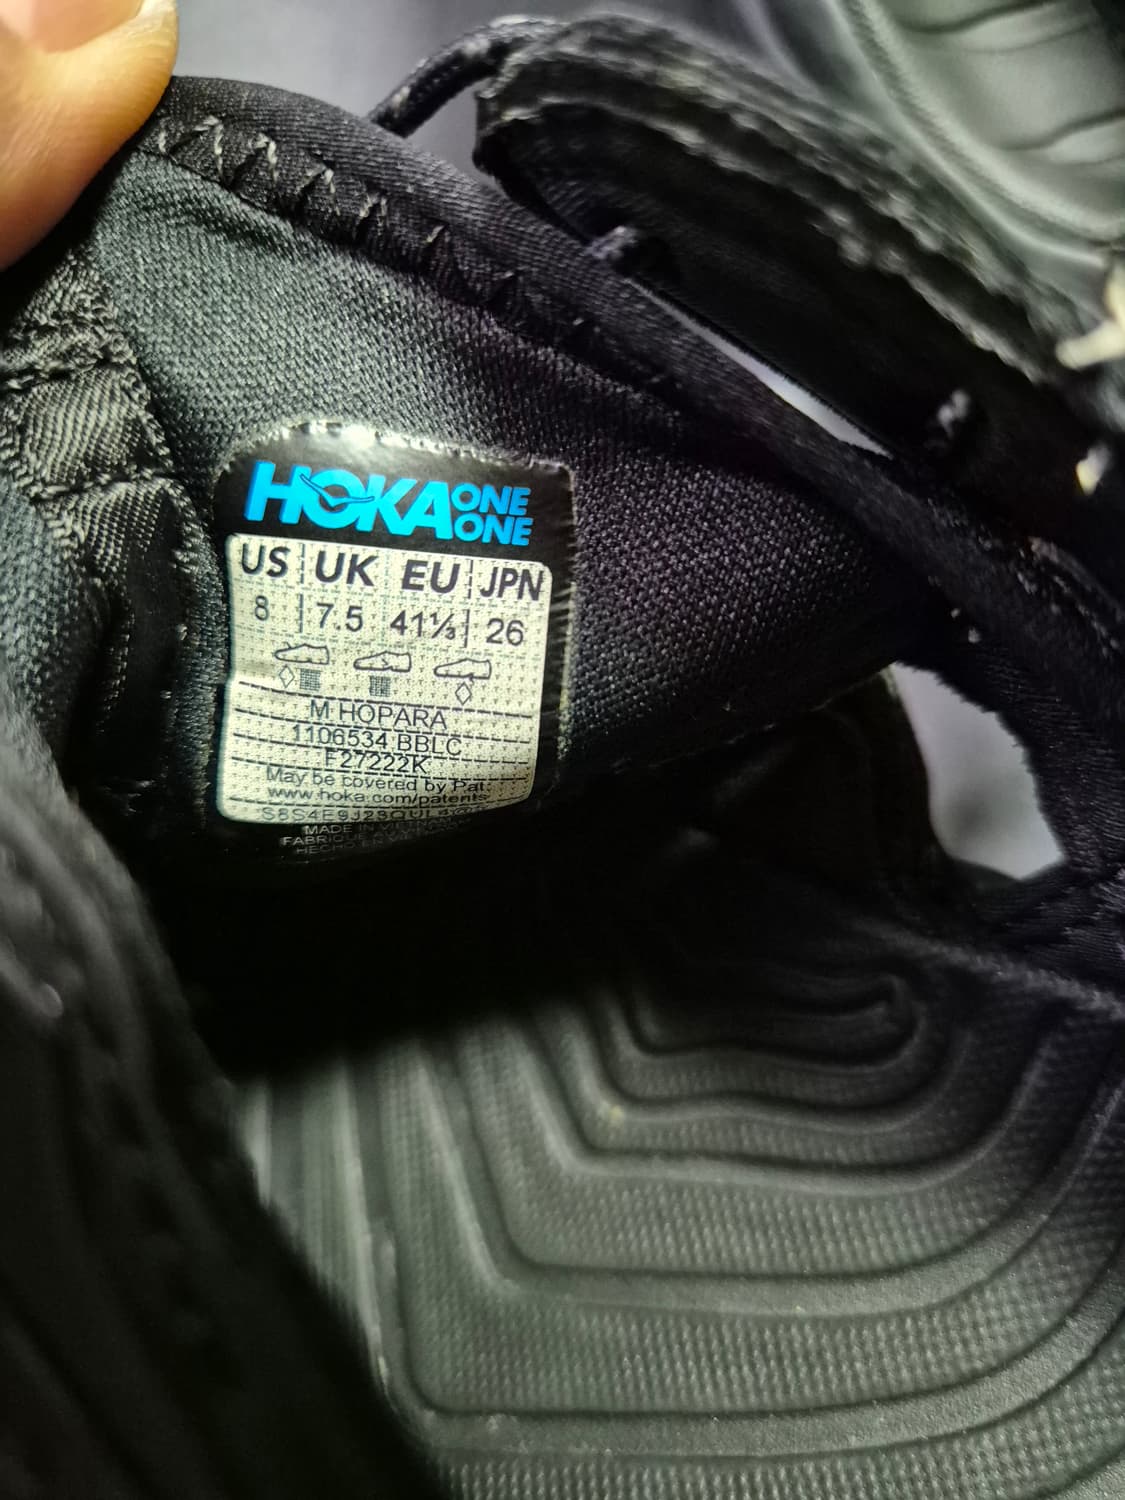 HOKA ONE ONE
US UK EU JPN
8 7.5 41⅓ 26
M HOPARA
1106534 BBLC
F27222K
May be covered by Pat.
www.hoka.com/patents
MADE IN